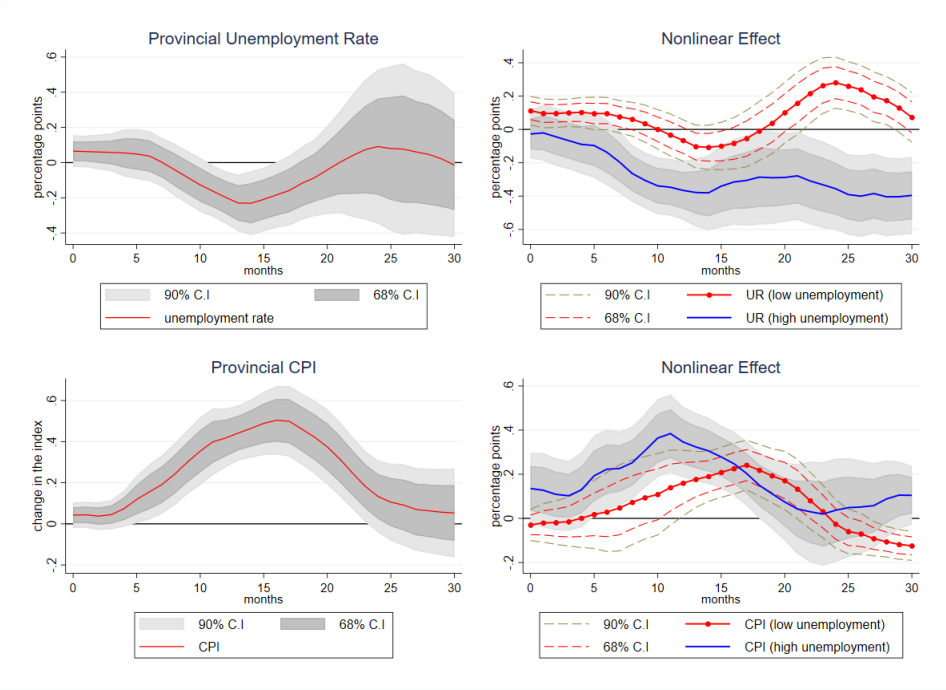 Provincial Unemployment Rate
percentage points
.6
.4
.2
0
-.2
-.4
0 5 10 15 20 25 30
months
90% C.I 68% C.I
unemployment rate
Nonlinear Effect
percentage points
.4
.2
0
-.2
-.4
-.6
0 5 10 15 20 25 30
months
90% C.I UR (low unemployment)
68% C.I UR (high unemployment)
Provincial CPI
change in the index
.6
.4
.2
0
-.2
0 5 10 15 20 25 30
months
90% C.I 68% C.I
CPI
Nonlinear Effect
percentage points
.6
.4
.2
0
-.2
0 5 10 15 20 25 30
months
90% C.I CPI (low unemployment)
68% C.I CPI (high unemployment)